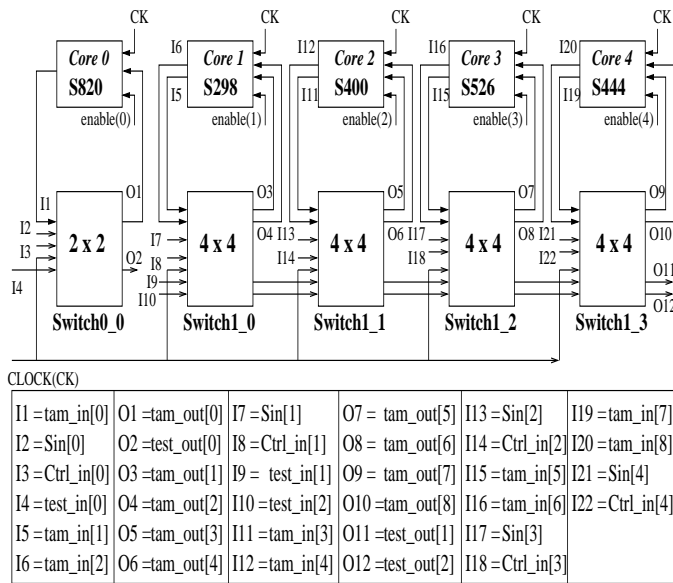 CK CK CK CK CK
I6 I12 I16 I20
Core 0 Core 1 Core 2 Core 3 Core 4
S820 S298 S400 S526 S444
I5 I11 I15 I19
enable(0) enable(1) enable(2) enable(3) enable(4)
I1 O1 O3 O5 O7 O9
I2 O2 I7 O4 I13 O6 I17 O8 I21 O10
2 x 2 4 x 4 4 x 4 4 x 4 4 x 4
I3 I8 I14 I18 I22
I4 I9 O11
I10 O12
Switch0_0 Switch1_0 Switch1_1 Switch1_2 Switch1_3
CLOCK(CK)
I1 =tam_in[0] O1 =tam_out[0] I7 =Sin[1] O7 = tam_out[5] I13 =Sin[2] I19 =tam_in[7]
I2 =Sin[0] O2 =test_out[0] I8 =Ctrl_in[1] O8 = tam_out[6] I14 =Ctrl_in[2] I20 =tam_in[8]
I3 =Ctrl_in[0] O3 =tam_out[1] I9 = test_in[1] O9 = tam_out[7] I15 =tam_in[5] I21 =Sin[4]
I4 =test_in[0] O4 =tam_out[2] I10 =test_in[2] O10 =tam_out[8] I16 =tam_in[6] I22 =Ctrl_in[4]
I5 =tam_in[1] O5 =tam_out[3] I11 =tam_in[3] O11 =test_out[1] I17 =Sin[3]
I6 =tam_in[2] O6 =tam_out[4] I12 =tam_in[4] O12 =test_out[2] I18 =Ctrl_in[3]